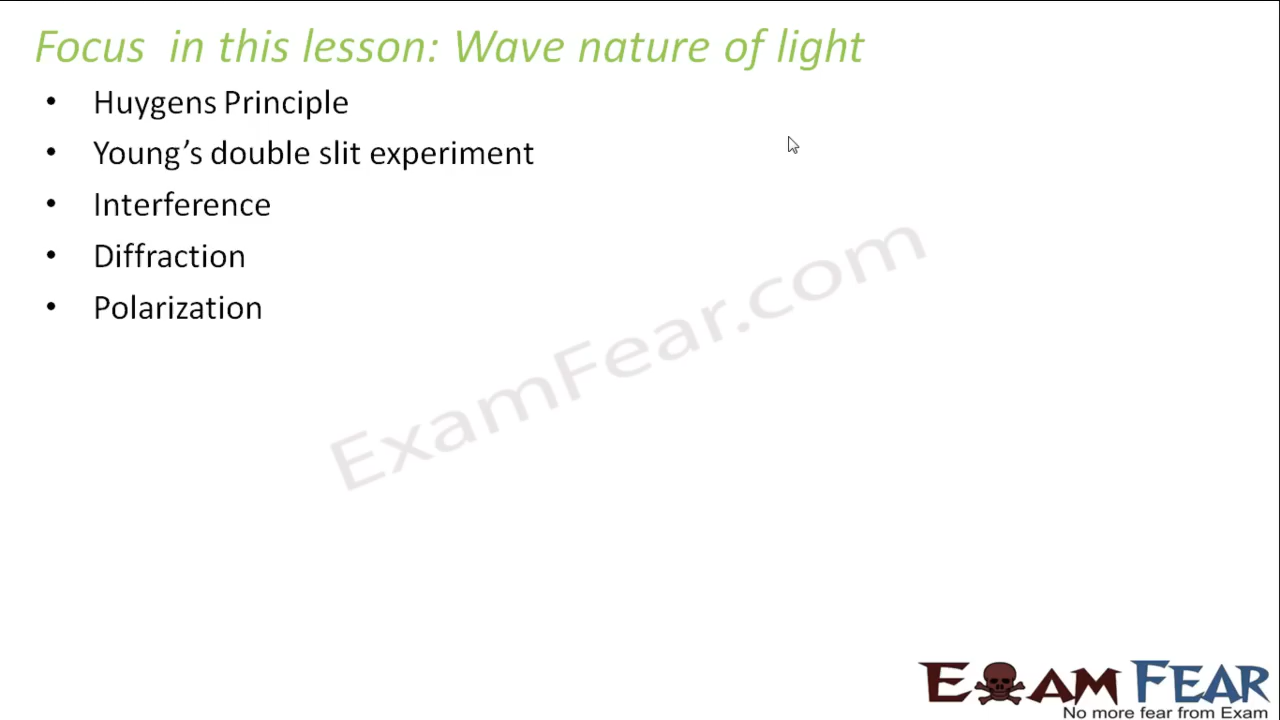 Focus in this lesson: Wave nature of light
• Huygens Principle
• Young’s double slit experiment
• Interference
• Diffraction
• Polarization
ExamFear.com
EXAM FEAR
No more fear from Exam